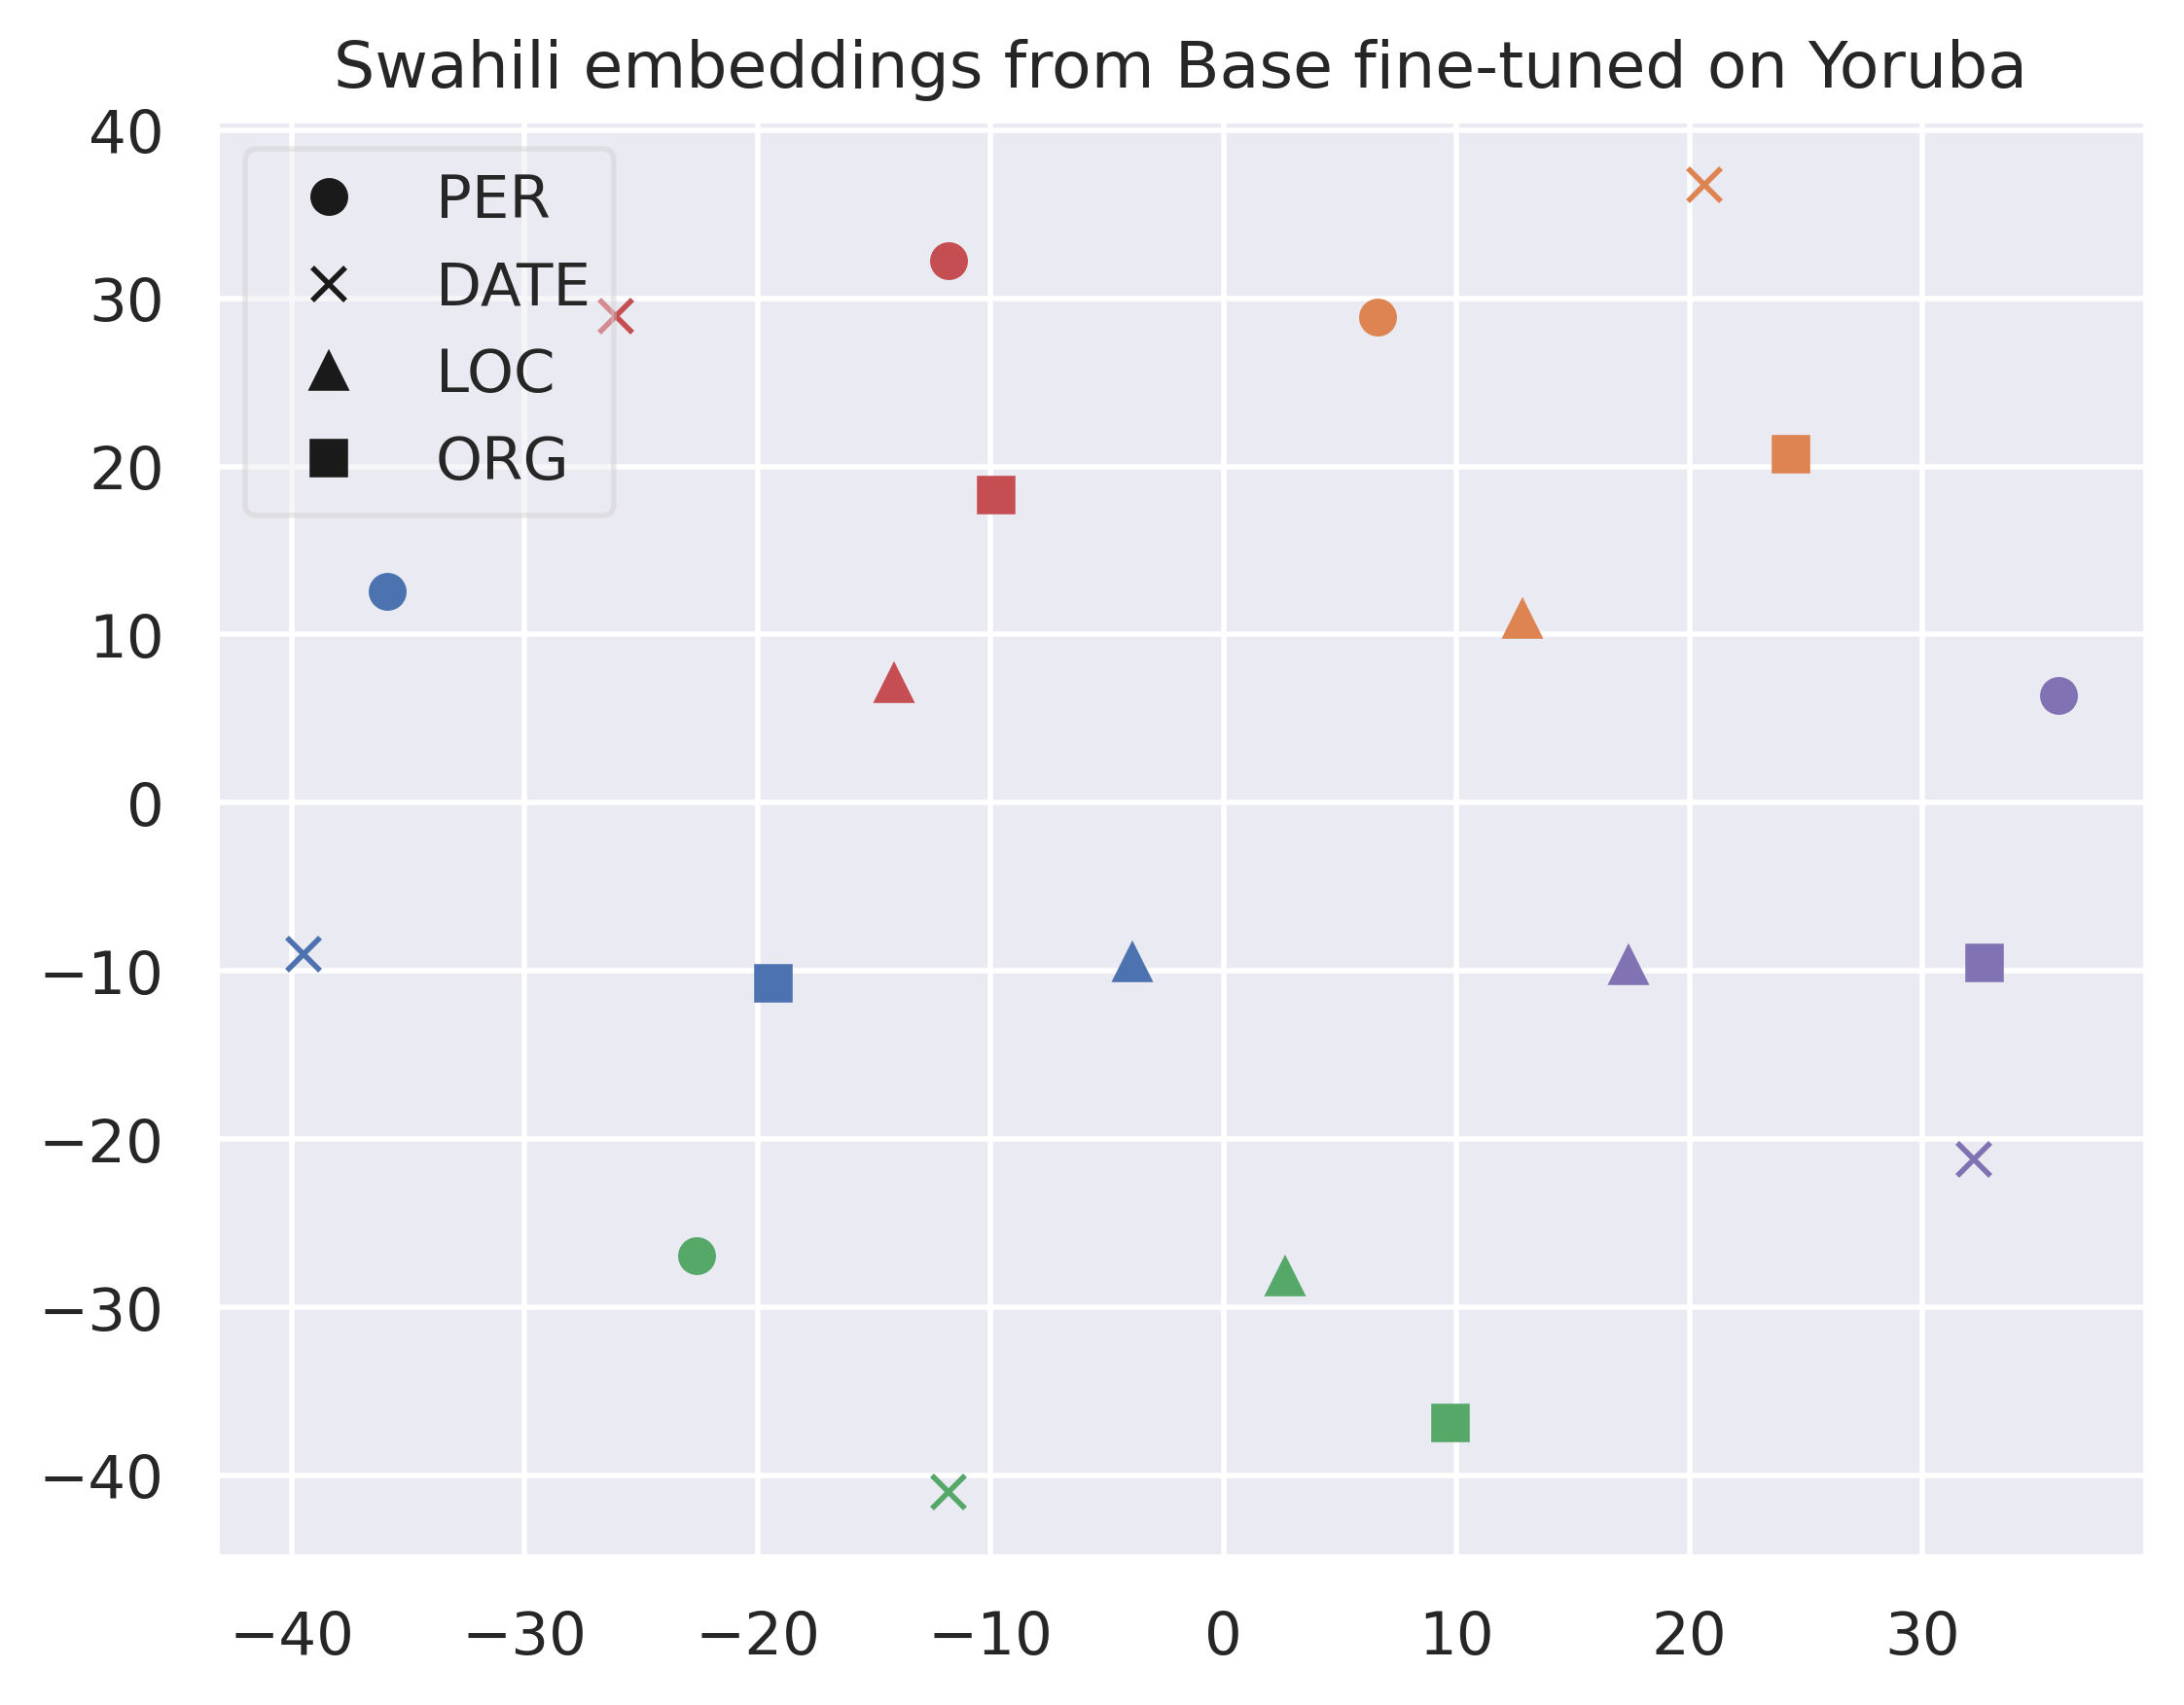 Swahili embeddings from Base fine-tuned on Yoruba
40
30
20
10
0
−10
−20
−30
−40
PER
DATE
LOC
ORG
−40 −30 −20 −10 0 10 20 30